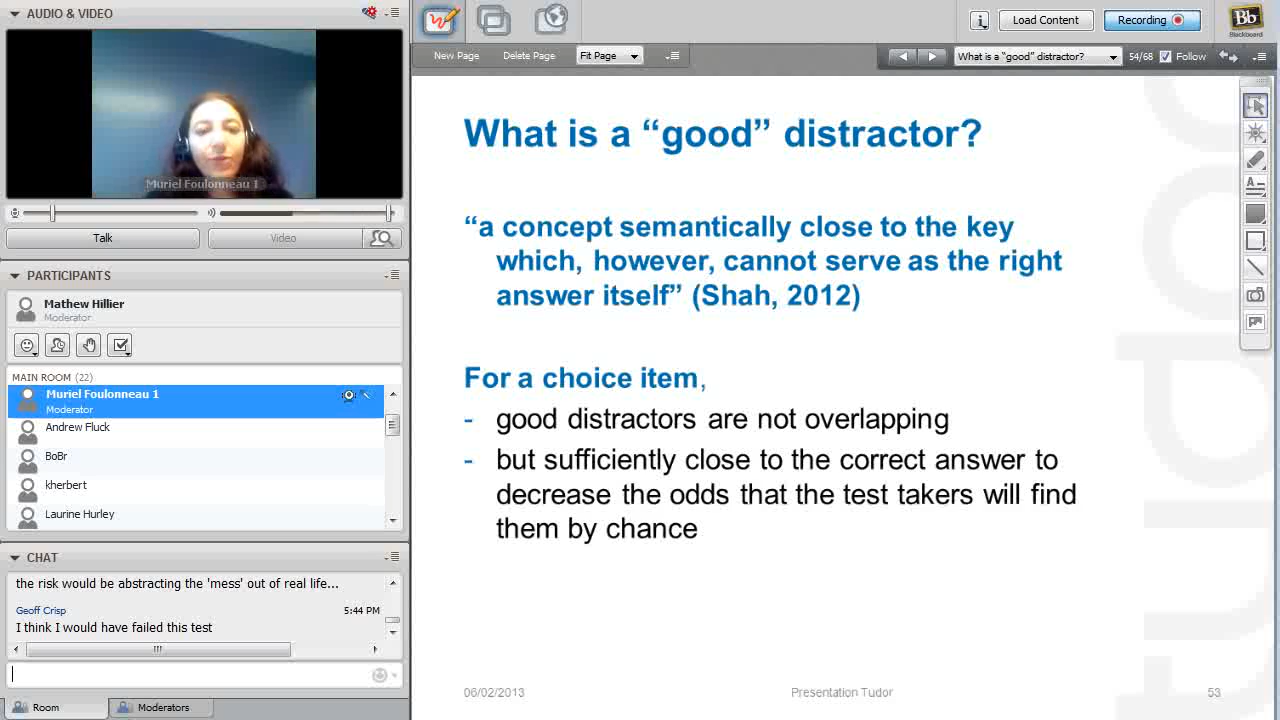 AUDIO & VIDEO
Muriel Foulonneau 1
Talk
Video
PARTICIPANTS
Mathew Hillier
Moderator
MAIN ROOM (22)
Muriel Foulonneau 1
Moderator
Andrew Fluck
BoBr
kherbert
Laurine Hurley
CHAT
the risk would be abstracting the 'mess' out of real life...
Geoff Crisp 5:44 PM
I think I would have failed this test
Room
Moderators
Load Content
Recording
Bb
Blackboard
New Page
Delete Page
Fit Page
What is a "good" distractor?
54/68
Follow
What is a “good” distractor?
“a concept semantically close to the key
which, however, cannot serve as the right
answer itself” (Shah, 2012)
For a choice item,
- good distractors are not overlapping
- but sufficiently close to the correct answer to
decrease the odds that the test takers will find
them by chance
06/02/2013
Presentation Tudor
53